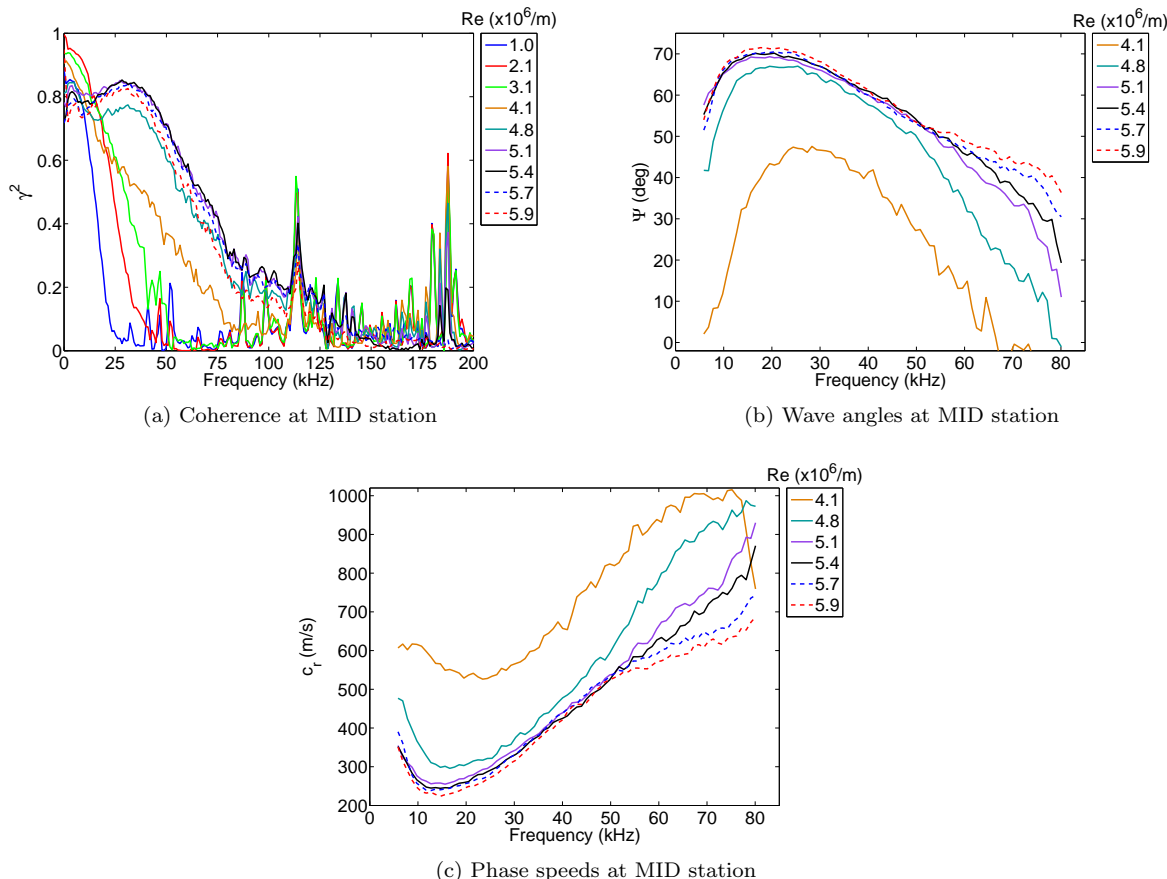 Re (x10^6/m)
1.0
2.1
3.1
4.1
4.8
5.1
5.4
5.7
5.9
1
0.8
0.6
0.4
0.2
0
γ²
0 25 50 75 100 125 150 175 200
Frequency (kHz)
(a) Coherence at MID station
Re (x10^6/m)
4.1
4.8
5.1
5.4
5.7
5.9
70
60
50
40
30
20
10
0
Ψ (deg)
0 10 20 30 40 50 60 70 80
Frequency (kHz)
(b) Wave angles at MID station
Re (x10^6/m)
4.1
4.8
5.1
5.4
5.7
5.9
1000
900
800
700
600
500
400
300
200
c_r (m/s)
0 10 20 30 40 50 60 70 80
Frequency (kHz)
(c) Phase speeds at MID station